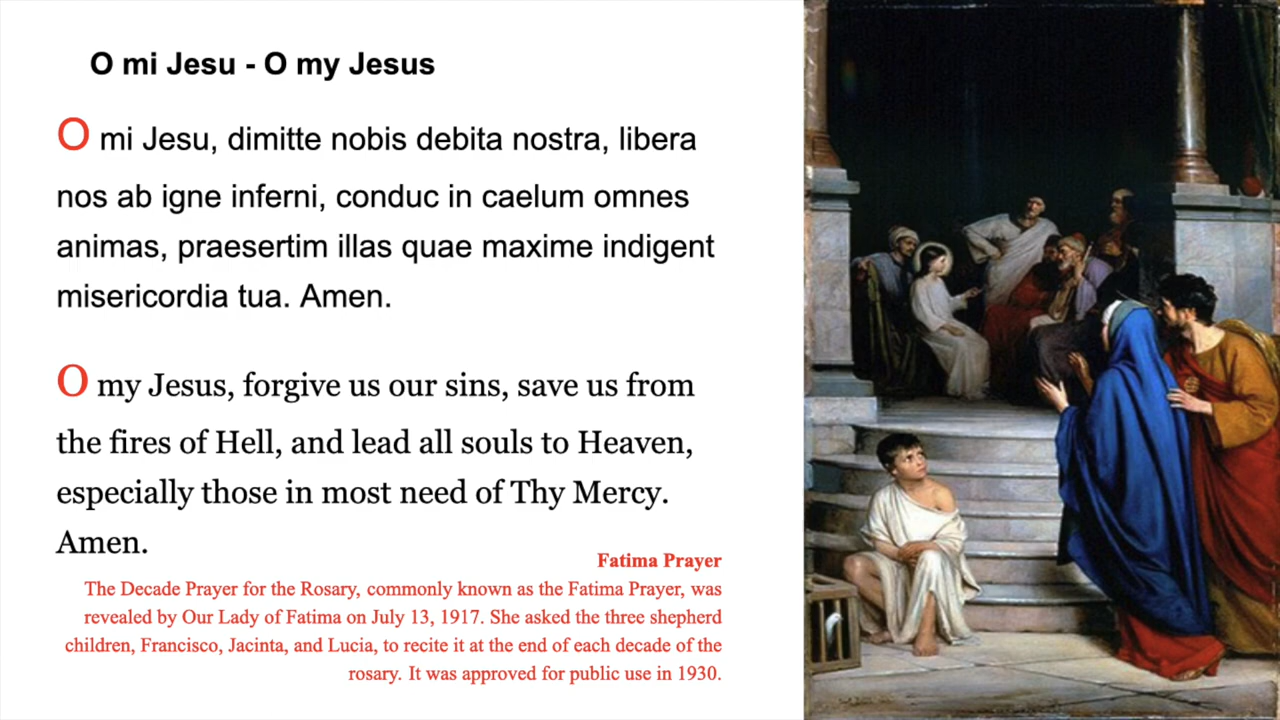 O mi Jesu - O my Jesus
O mi Jesu, dimitte nobis debita nostra, libera
nos ab igne inferni, conduc in caelum omnes
animas, praesertim illas quae maxime indigent
misericordia tua. Amen.
O my Jesus, forgive us our sins, save us from
the fires of Hell, and lead all souls to Heaven,
especially those in most need of Thy Mercy.
Amen.
Fatima Prayer
The Decade Prayer for the Rosary, commonly known as the Fatima Prayer, was
revealed by Our Lady of Fatima on July 13, 1917. She asked the three shepherd
children, Francisco, Jacinta, and Lucia, to recite it at the end of each decade of the
rosary. It was approved for public use in 1930.